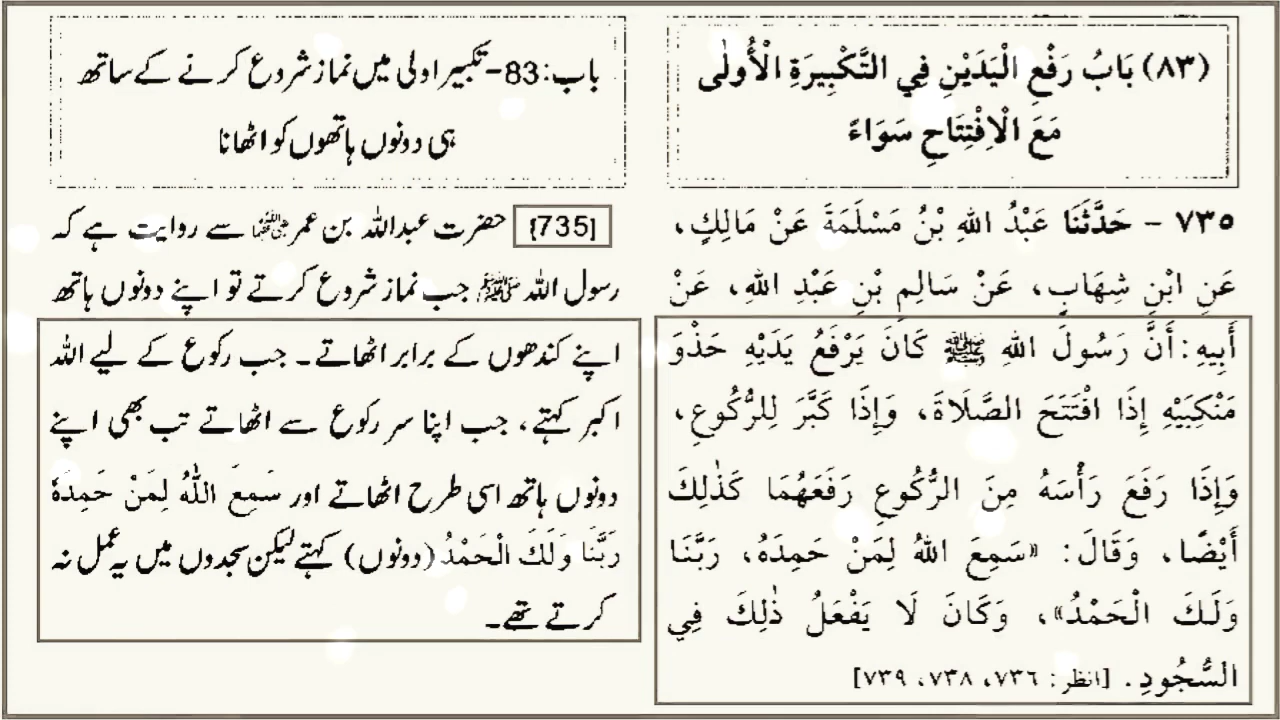 (٨٣) بَابُ رَفْعِ الْيَدَيْنِ فِي التَّكْبِيرَةِ الْأُولٰى
مَعَ الْاِفْتِتَاحِ سَوَاءً
٧٣٥ - حَدَّثَنَا عَبْدُ اللهِ بْنُ مَسْلَمَةَ عَنْ مَالِكٍ،
عَنِ ابْنِ شِهَابٍ، عَنْ سَالِمِ بْنِ عَبْدِ اللهِ، عَنْ
أَبِيهِ: أَنَّ رَسُولَ اللهِ ﷺ كَانَ يَرْفَعُ يَدَيْهِ حَذْوَ
مَنْكِبَيْهِ إِذَا افْتَتَحَ الصَّلَاةَ، وَإِذَا كَبَّرَ لِلرُّكُوعِ،
وَإِذَا رَفَعَ رَأْسَهُ مِنَ الرُّكُوعِ رَفَعَهُمَا كَذٰلِكَ
أَيْضًا، وَقَالَ: «سَمِعَ اللهُ لِمَنْ حَمِدَهُ، رَبَّنَا
وَلَكَ الْحَمْدُ»، وَكَانَ لَا يَفْعَلُ ذٰلِكَ فِي
السُّجُودِ. [انظر: ٧٣٦، ٧٣٨، ٧٣٩]
باب:83-تکبیر اولی میں نماز شروع کرنے کے ساتھ
ہی دونوں ہاتھوں کو اٹھانا
[735] حضرت عبداللہ بن عمر رضی اللہ عنہما سے روایت ہے کہ
رسول اللہ ﷺ جب نماز شروع کرتے تو اپنے دونوں ہاتھ
اپنے کندھوں کے برابر اٹھاتے۔ جب رکوع کے لیے اللہ
اکبر کہتے، جب اپنا سر رکوع سے اٹھاتے تب بھی اپنے
دونوں ہاتھ اسی طرح اٹھاتے اور سَمِعَ اللّٰهُ لِمَنْ حَمِدَهٗ
رَبَّنَا وَلَكَ الْحَمْدُ (دونوں) کہتے لیکن سجدوں میں یہ عمل نہ
کرتے تھے۔